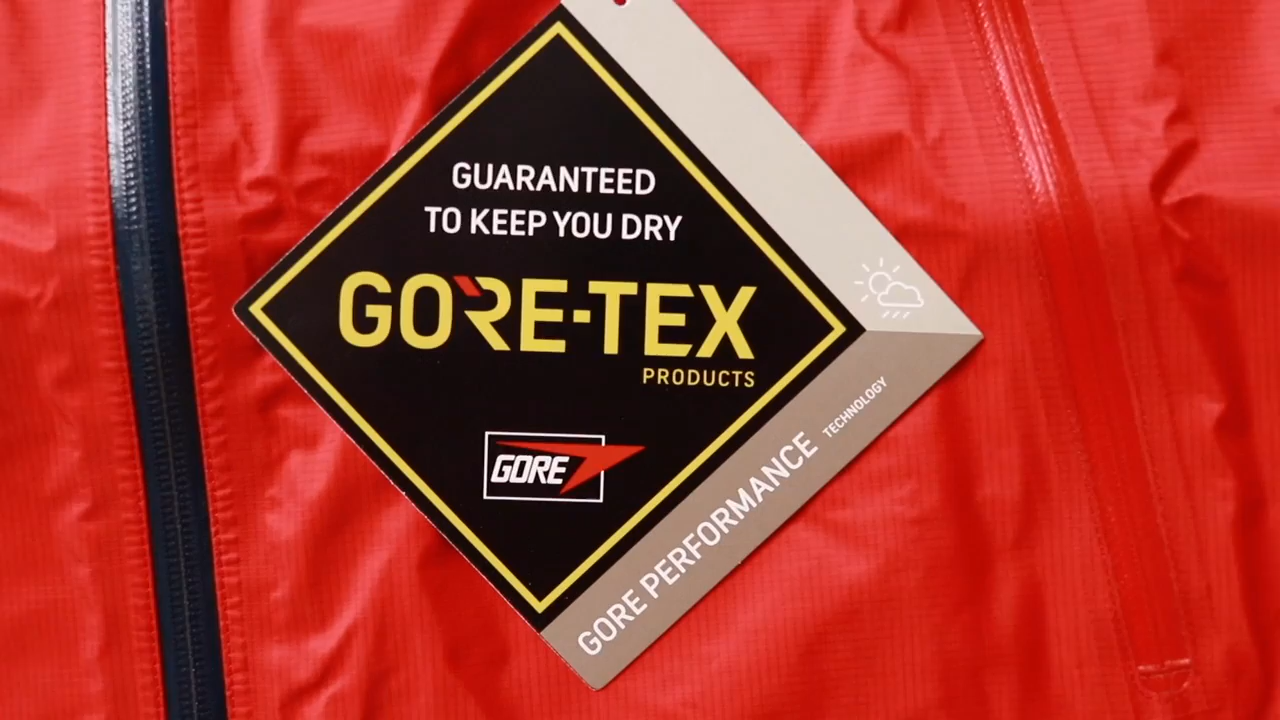 GUARANTEED
TO KEEP YOU DRY
GORE-TEX
PRODUCTS
GORE
GORE PERFORMANCE TECHNOLOGY